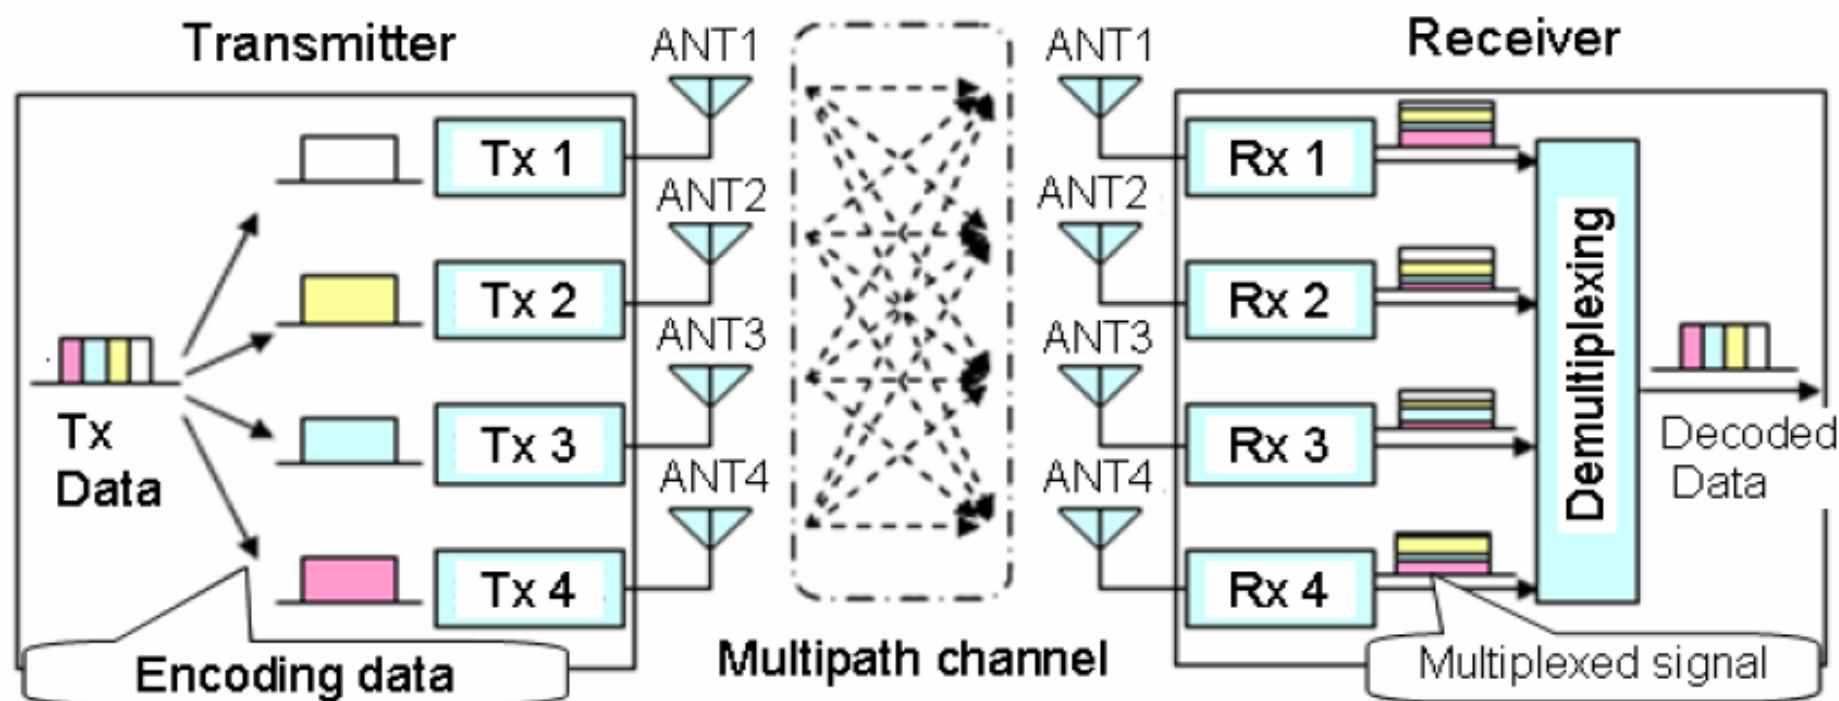 Transmitter
ANT1
ANT1
Receiver
Tx 1
Rx 1
ANT2
ANT2
Tx 2
Rx 2
ANT3
ANT3
Tx
Data
Tx 3
Rx 3
Demultiplexing
Decoded
Data
ANT4
ANT4
Tx 4
Rx 4
Encoding data
Multipath channel
Multiplexed signal